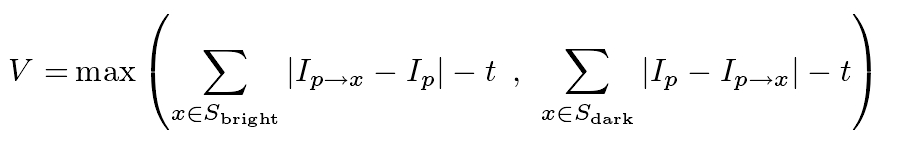 V = max ( ∑_{x∈S_bright} |I_{p→x} − I_p| − t , ∑_{x∈S_dark} |I_p − I_{p→x}| − t )